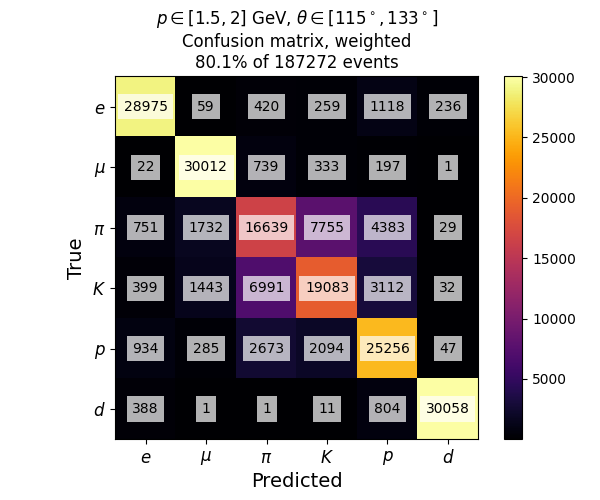 p ∈ [1.5, 2] GeV, θ ∈ [115°, 133°]
Confusion matrix, weighted
80.1% of 187272 events
e 28975 59 420 259 1118 236
μ 22 30012 739 333 197 1
π 751 1732 16639 7755 4383 29
K 399 1443 6991 19083 3112 32
p 934 285 2673 2094 25256 47
d 388 1 1 11 804 30058
e μ π K p d
Predicted
True
30000
25000
20000
15000
10000
5000